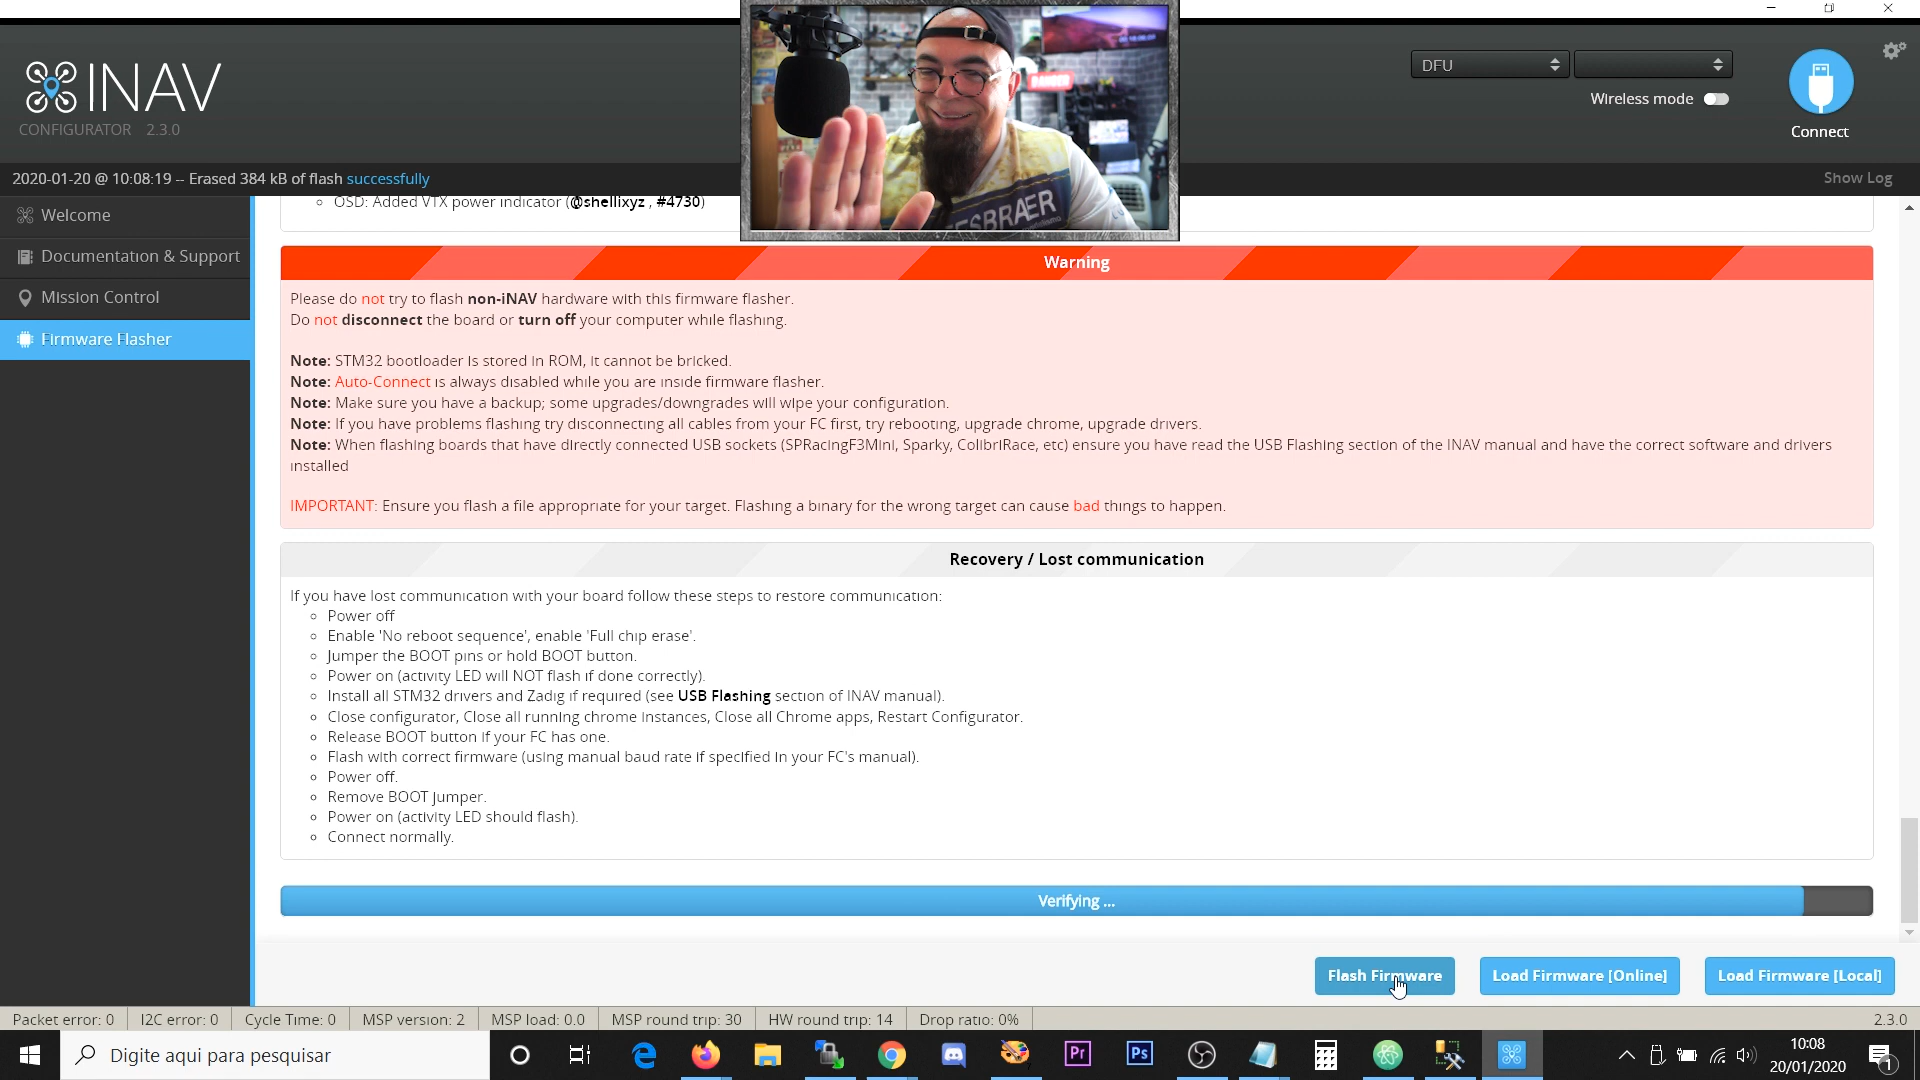 INAV
CONFIGURATOR 2.3.0
DFU
Wireless mode
Connect
2020-01-20 @ 10:08:19 -- Erased 384 kB of flash successfully
Show Log
Welcome
Documentation & Support
Mission Control
Firmware Flasher
OSD: Added VTX power indicator (@shellixyz , #4730)
DANGER
ESBRAER
Warning
Please do not try to flash non-iNAV hardware with this firmware flasher.
Do not disconnect the board or turn off your computer while flashing.
Note: STM32 bootloader is stored in ROM, it cannot be bricked.
Note: Auto-Connect is always disabled while you are inside firmware flasher.
Note: Make sure you have a backup; some upgrades/downgrades will wipe your configuration.
Note: If you have problems flashing try disconnecting all cables from your FC first, try rebooting, upgrade chrome, upgrade drivers.
Note: When flashing boards that have directly connected USB sockets (SPRacingF3Mini, Sparky, ColibriRace, etc) ensure you have read the USB Flashing section of the INAV manual and have the correct software and drivers
installed
IMPORTANT: Ensure you flash a file appropriate for your target. Flashing a binary for the wrong target can cause bad things to happen.
Recovery / Lost communication
If you have lost communication with your board follow these steps to restore communication:
Power off
Enable 'No reboot sequence', enable 'Full chip erase'.
Jumper the BOOT pins or hold BOOT button.
Power on (activity LED will NOT flash if done correctly).
Install all STM32 drivers and Zadig if required (see USB Flashing section of INAV manual).
Close configurator, Close all running chrome instances, Close all Chrome apps, Restart Configurator.
Release BOOT button if your FC has one.
Flash with correct firmware (using manual baud rate if specified in your FC's manual).
Power off.
Remove BOOT jumper.
Power on (activity LED should flash).
Connect normally.
Verifying ...
Flash Firmware
Load Firmware [Online]
Load Firmware [Local]
Packet error: 0
I2C error: 0
Cycle Time: 0
MSP version: 2
MSP load: 0.0
MSP round trip: 30
HW round trip: 14
Drop ratio: 0%
2.3.0
Digite aqui para pesquisar
Pr
Ps
10:08
20/01/2020
1